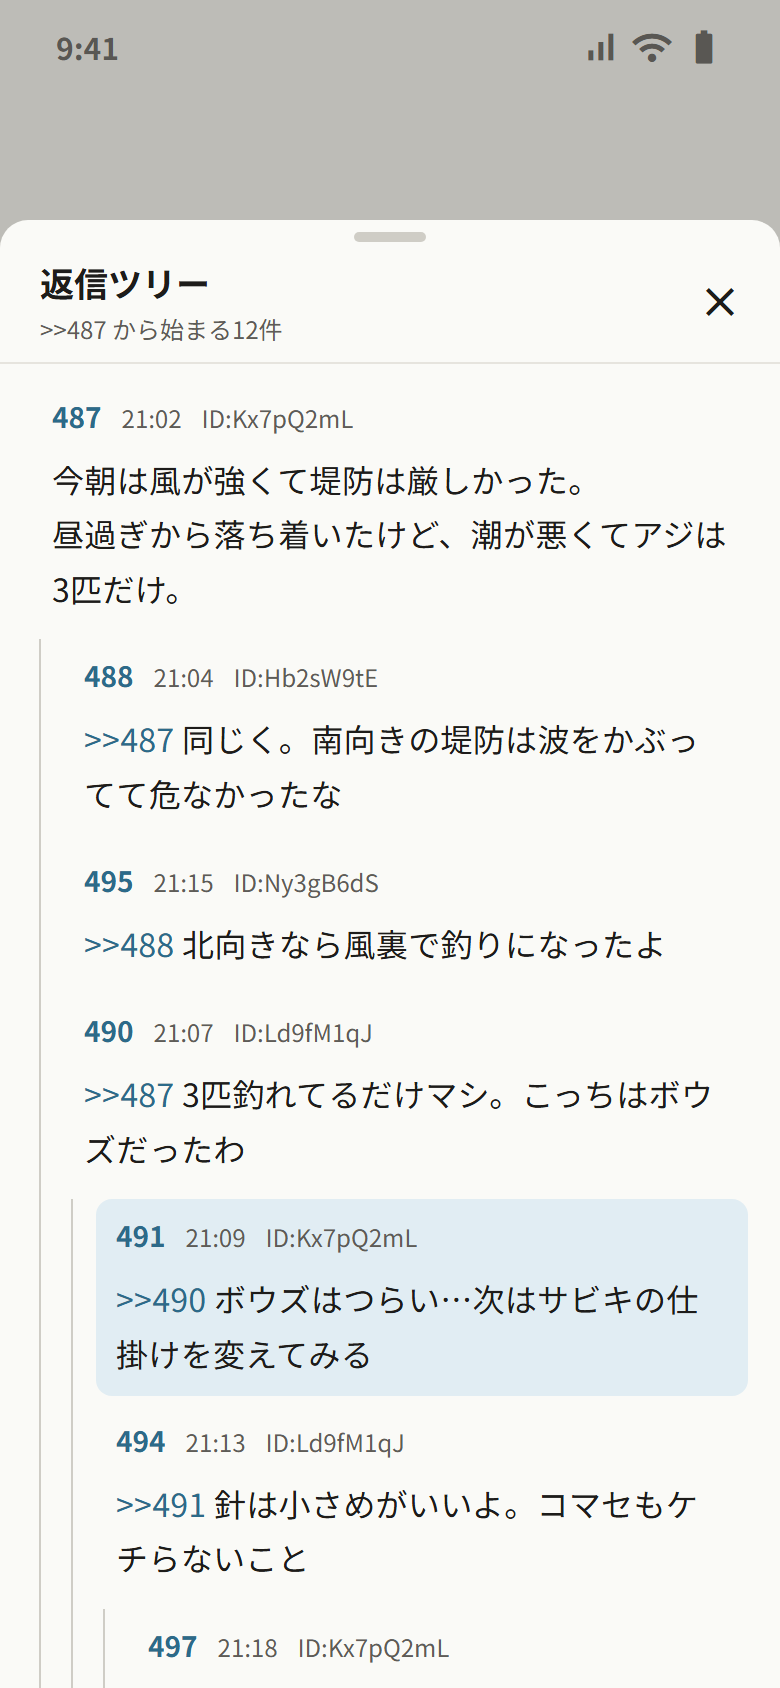 9:41
返信ツリー
>>487 から始まる12件
487 21:02 ID:Kx7pQ2mL
今朝は風が強くて堤防は厳しかった。
昼過ぎから落ち着いたけど、潮が悪くてアジは
3匹だけ。
488 21:04 ID:Hb2sW9tE
>>487 同じく。南向きの堤防は波をかぶっ
てて危なかったな
495 21:15 ID:Ny3gB6dS
>>488 北向きなら風裏で釣りになったよ
490 21:07 ID:Ld9fM1qJ
>>487 3匹釣れてるだけマシ。こっちはボウ
ズだったわ
491 21:09 ID:Kx7pQ2mL
>>490 ボウズはつらい…次はサビキの仕
掛けを変えてみる
494 21:13 ID:Ld9fM1qJ
>>491 針は小さめがいいよ。コマセもケ
チらないこと
497 21:18 ID:Kx7pQ2mL